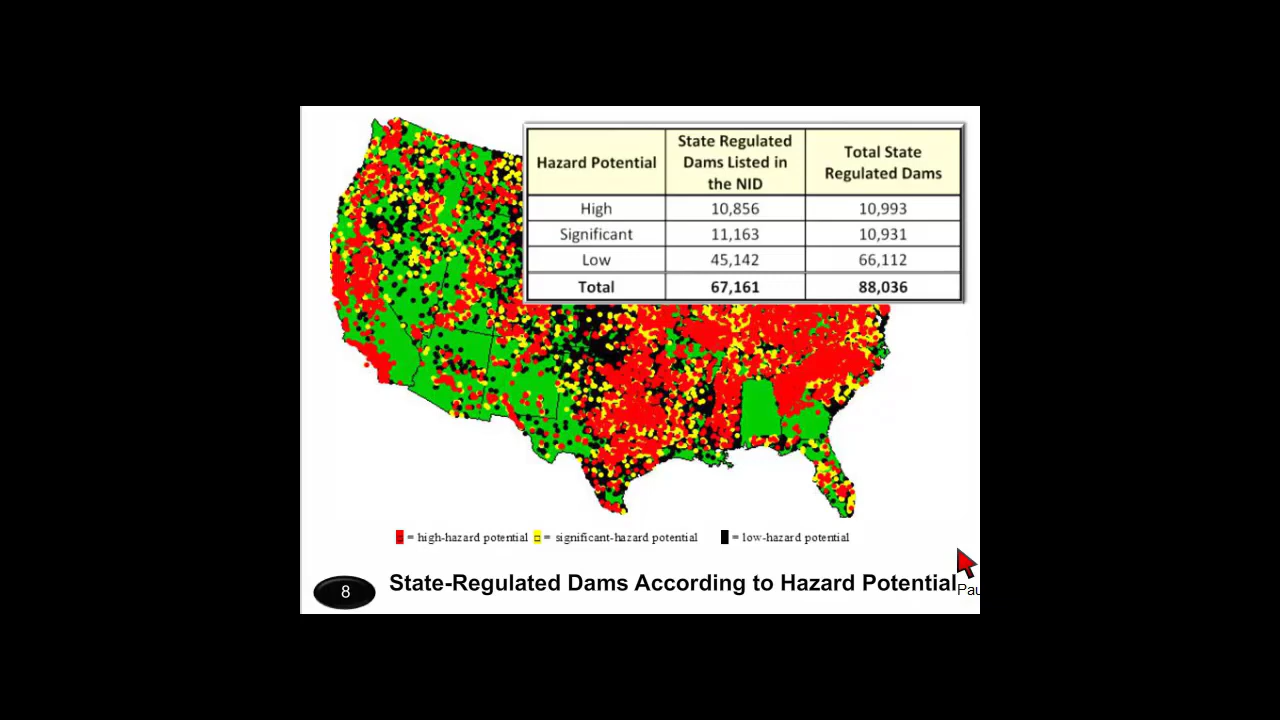 Hazard Potential
State Regulated
Dams Listed in
the NID
Total State
Regulated Dams
High 10,856 10,993
Significant 11,163 10,931
Low 45,142 66,112
Total 67,161 88,036
= high-hazard potential = significant-hazard potential = low-hazard potential
8
State-Regulated Dams According to Hazard Potential
Pau